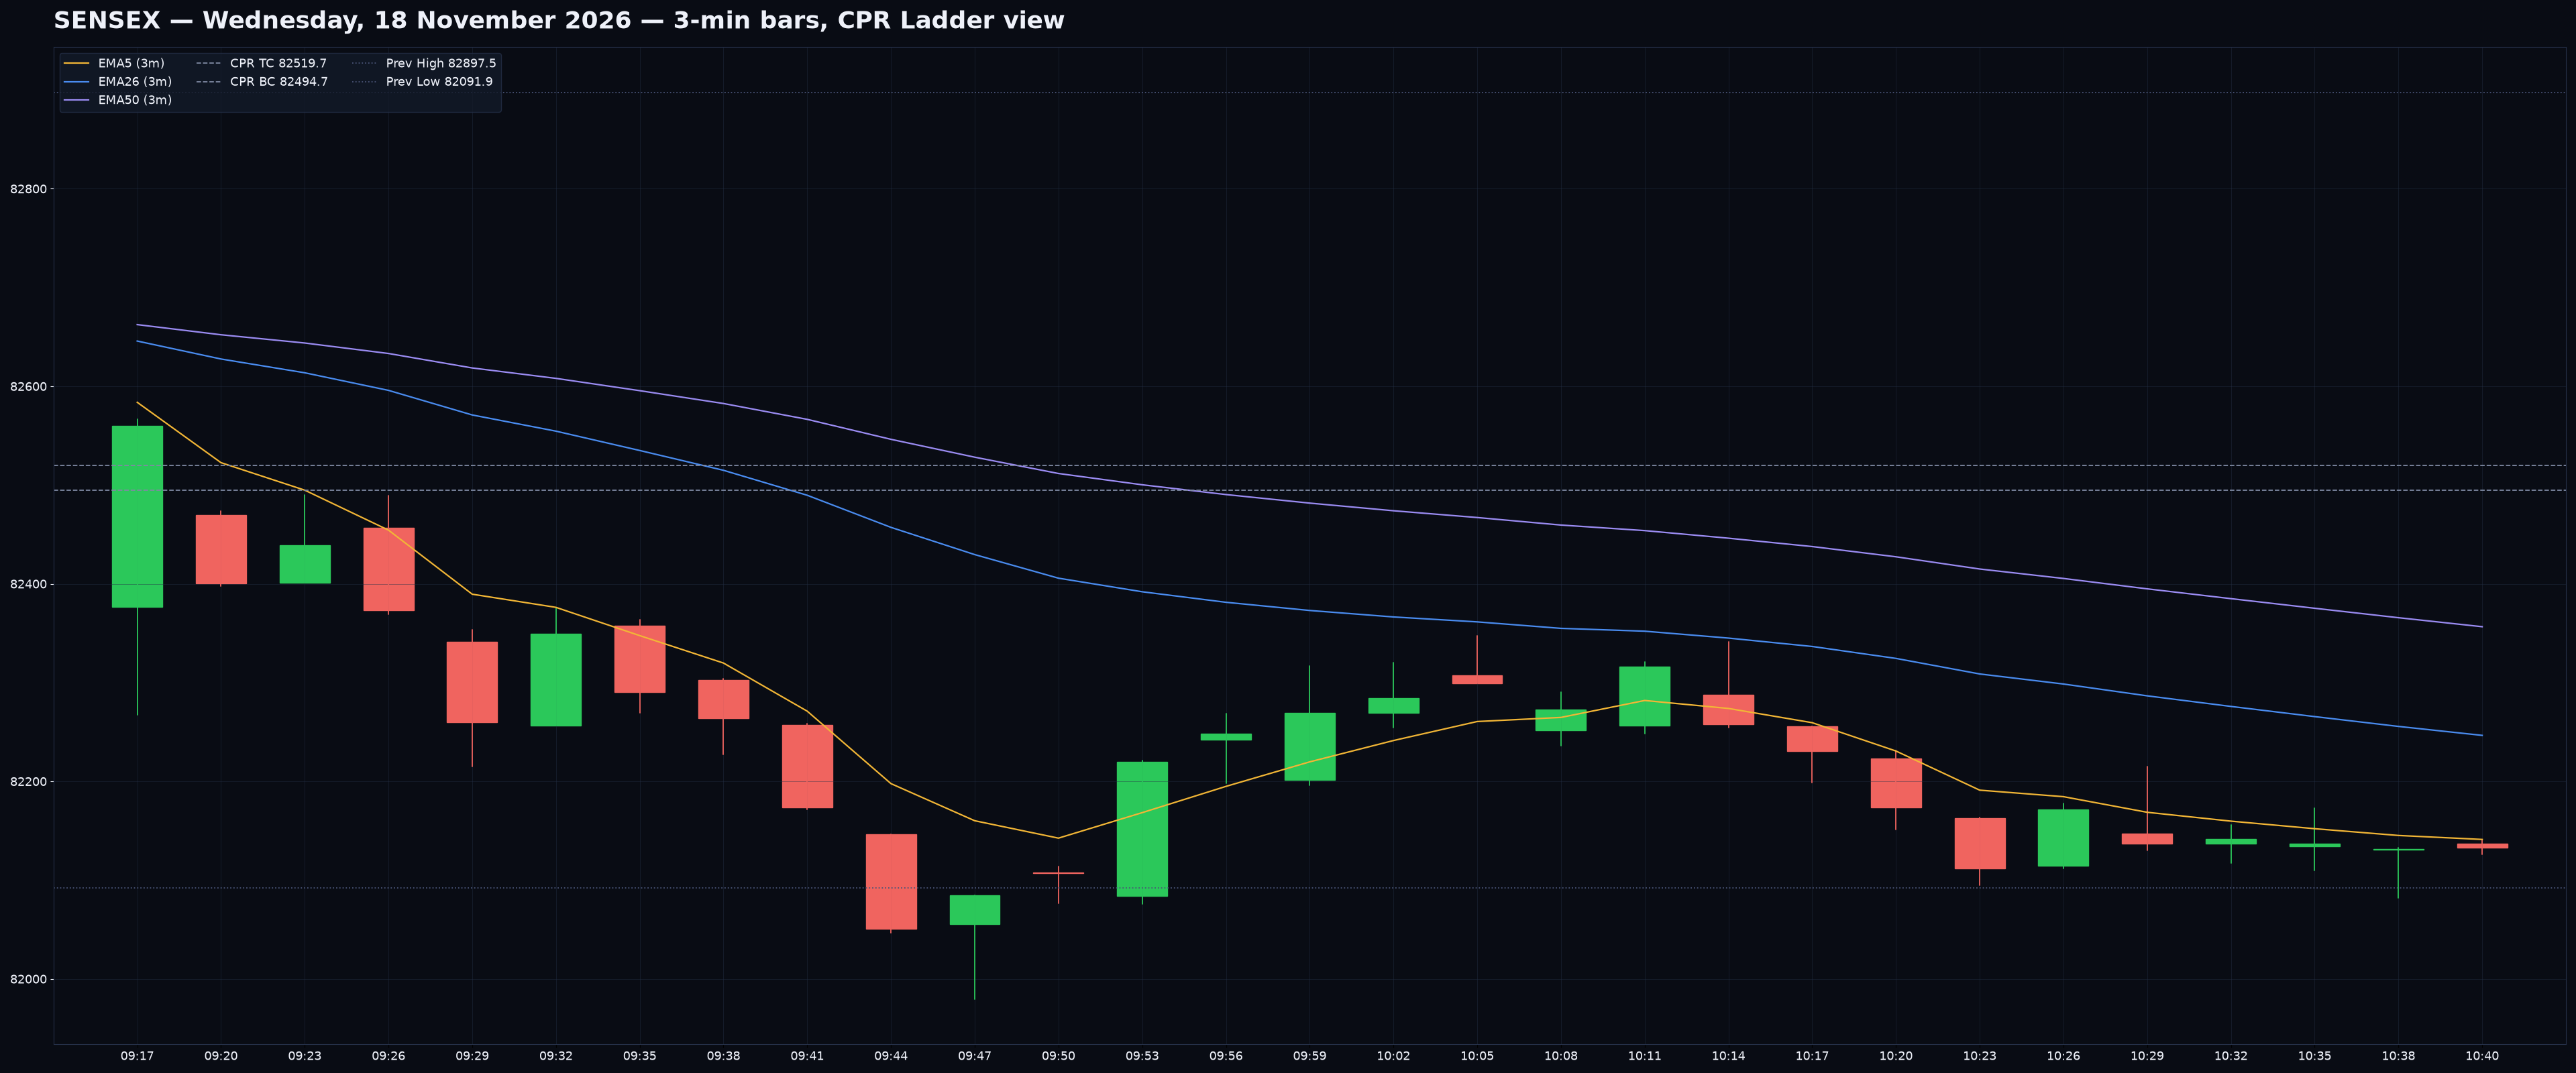 SENSEX — Wednesday, 18 November 2026 — 3-min bars, CPR Ladder view
EMA5 (3m) CPR TC 82519.7 Prev High 82897.5
EMA26 (3m) CPR BC 82494.7 Prev Low 82091.9
EMA50 (3m)
82800
82600
82400
82200
82000
09:17 09:20 09:23 09:26 09:29 09:32 09:35 09:38 09:41 09:44 09:47 09:50 09:53 09:56 09:59 10:02 10:05 10:08 10:11 10:14 10:17 10:20 10:23 10:26 10:29 10:32 10:35 10:38 10:40